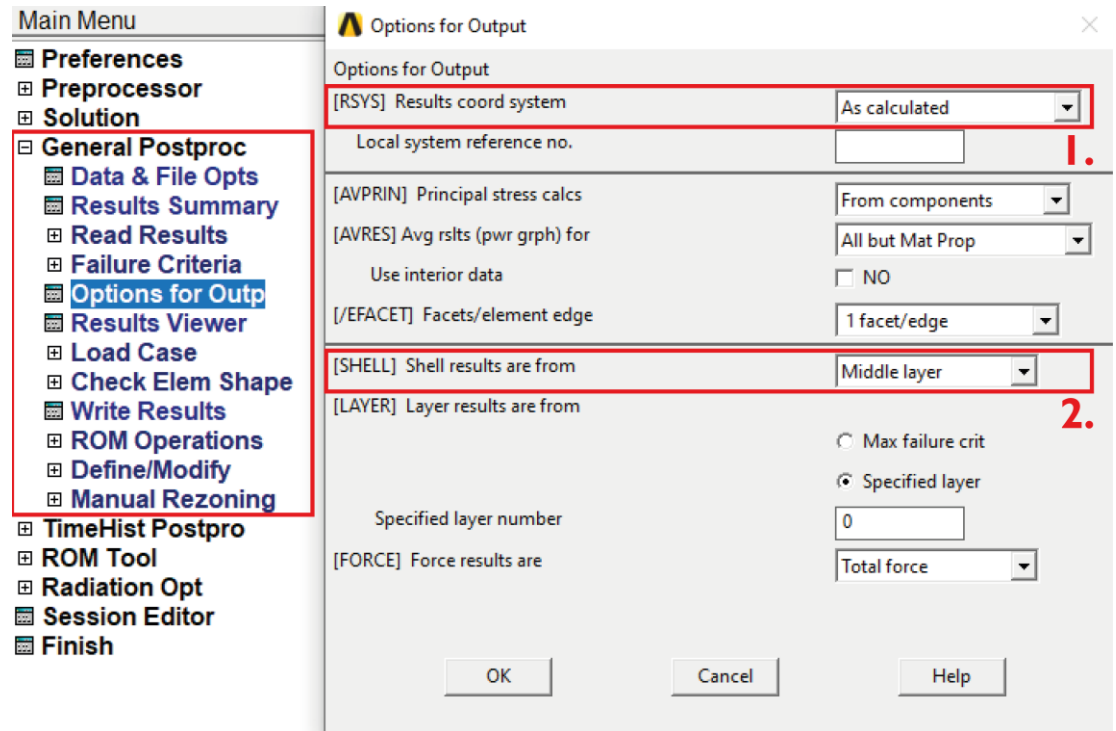 Main Menu
Preferences
Preprocessor
Solution
General Postproc
Data & File Opts
Results Summary
Read Results
Failure Criteria
Options for Outp
Results Viewer
Load Case
Check Elem Shape
Write Results
ROM Operations
Define/Modify
Manual Rezoning
TimeHist Postpro
ROM Tool
Radiation Opt
Session Editor
Finish
Options for Output
Options for Output
[RSYS] Results coord system As calculated
Local system reference no.
1.
[AVPRIN] Principal stress calcs From components
[AVRES] Avg rslts (pwr grph) for All but Mat Prop
Use interior data NO
[/EFACET] Facets/element edge 1 facet/edge
[SHELL] Shell results are from Middle layer
[LAYER] Layer results are from
2.
Max failure crit
Specified layer
Specified layer number 0
[FORCE] Force results are Total force
OK Cancel Help